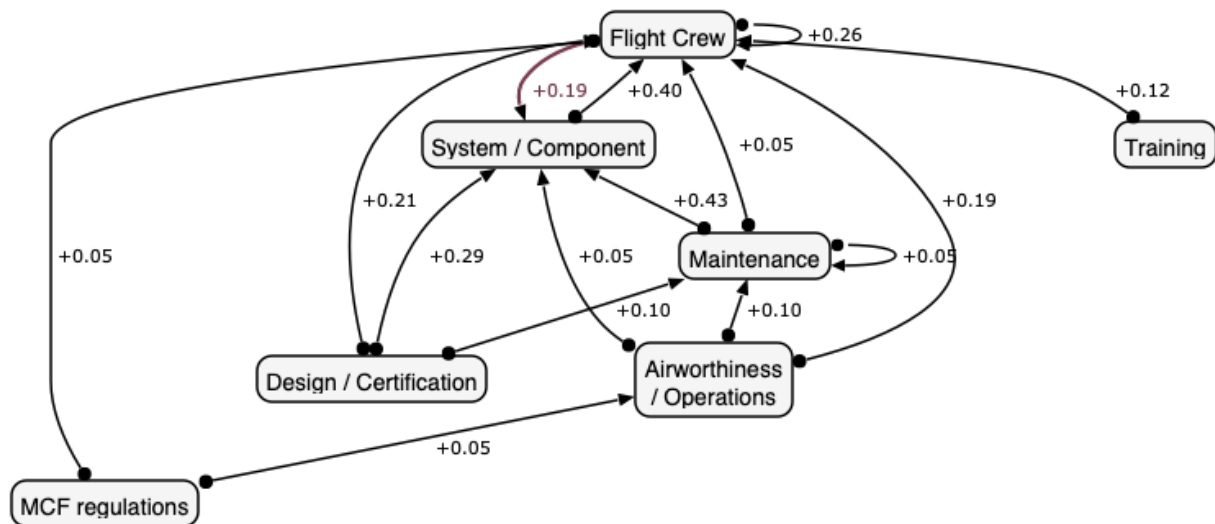 Flight Crew
+0.26
+0.19
+0.40
+0.12
System / Component
Training
+0.05
+0.21
+0.43
+0.19
+0.05
+0.29
+0.05
Maintenance
+0.05
+0.10
+0.10
Design / Certification
Airworthiness
/ Operations
+0.05
MCF regulations